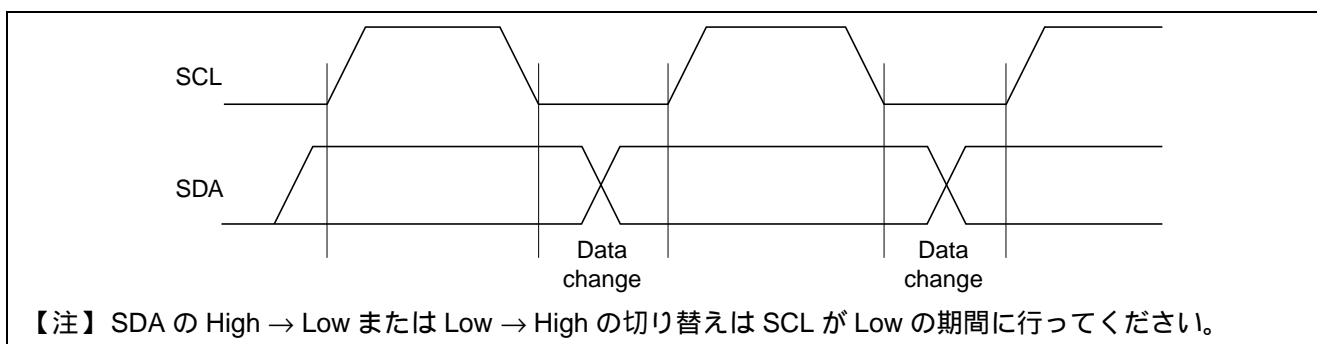 SCL
SDA
Data
change
Data
change
【注】SDA の High → Low または Low → High の切り替えは SCL が Low の期間に行ってください。